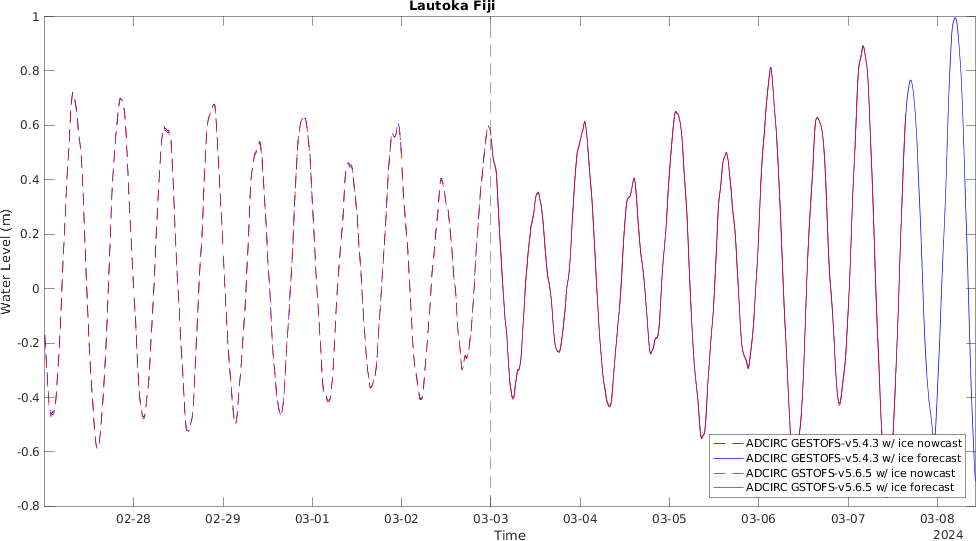 Lautoka Fiji
1
0.8
0.6
0.4
0.2
0
-0.2
-0.4
-0.6
-0.8
Water Level (m)
ADCIRC GESTOFS-v5.4.3 w/ ice nowcast
ADCIRC GESTOFS-v5.4.3 w/ ice forecast
ADCIRC GSTOFS-v5.6.5 w/ ice nowcast
ADCIRC GSTOFS-v5.6.5 w/ ice forecast
02-28 02-29 03-01 03-02 03-03 03-04 03-05 03-06 03-07 03-08
Time 2024